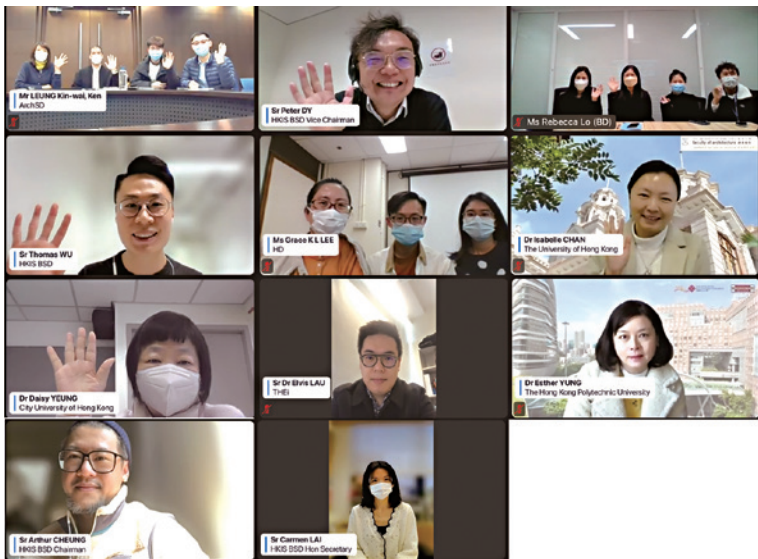 Mr LEUNG Kin-wai, Ken
ArchSD
Sr Peter DY
HKIS BSD Vice Chairman
Ms Rebecca Lo (BD)
Sr Thomas WU
HKIS BSD
Ms Grace K L LEE
HD
Dr Isabelle CHAN
The University of Hong Kong
Dr Daisy YEUNG
City University of Hong Kong
Sr Dr Elvis LAU
THEi
Dr Esther YUNG
The Hong Kong Polytechnic University
Sr Arthur CHEUNG
HKIS BSD Chairman
Sr Carmen LAI
HKIS BSD Hon Secretary